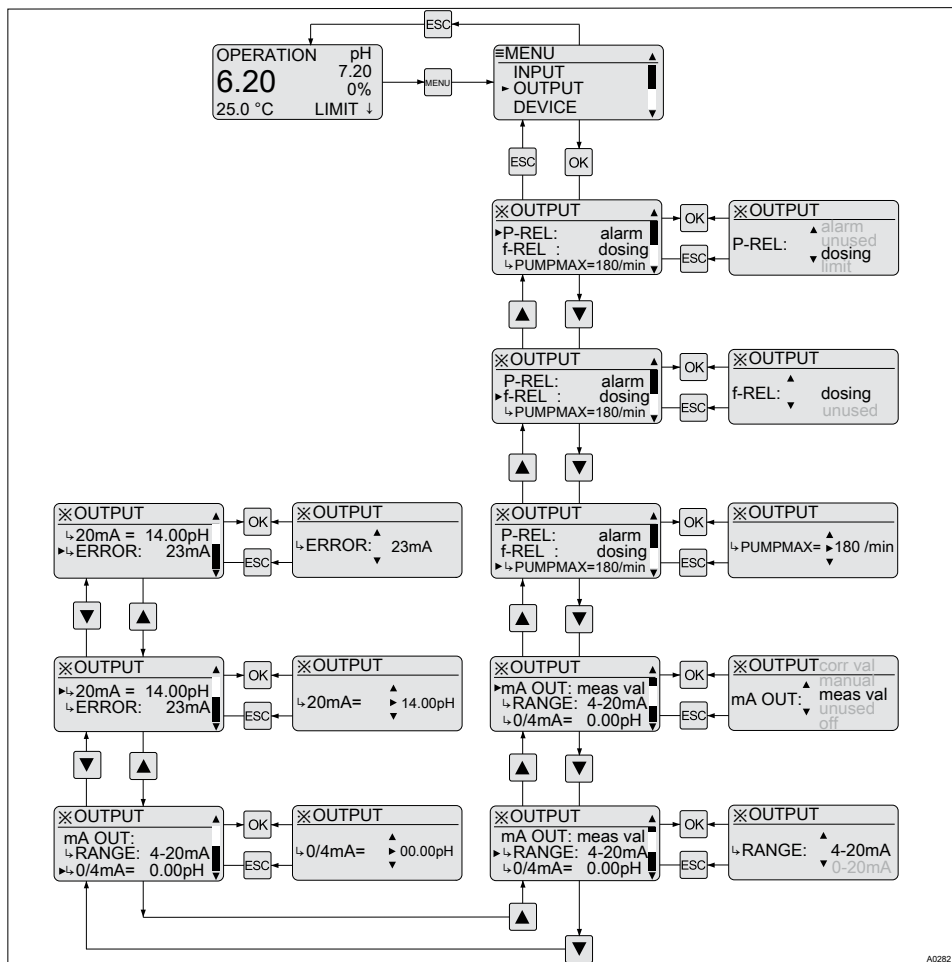 ESC
OPERATION pH
6.20 7.20
0%
25.0 °C LIMIT ↓
MENU
≡MENU ▲
INPUT
► OUTPUT
DEVICE ▼
ESC OK
※OUTPUT ▲
►P-REL: alarm
f-REL : dosing
↳PUMPMAX=180/min ▼
OK
ESC
※OUTPUT
▲ alarm
unused
P-REL: dosing
▼ limit
▲ ▼
※OUTPUT ▲
P-REL: alarm
►f-REL : dosing
↳PUMPMAX=180/min ▼
OK
ESC
※OUTPUT
▲
f-REL: dosing
▼ unused
▲ ▼
※OUTPUT ▲
↳20mA = 14.00pH
►↳ERROR: 23mA ▼
OK
ESC
※OUTPUT
▲
↳ERROR: 23mA
▼
※OUTPUT ▲
P-REL: alarm
f-REL : dosing
►↳PUMPMAX=180/min ▼
OK
ESC
※OUTPUT
▲
↳PUMPMAX= ►180 /min
▼
▼ ▲
▲ ▼
※OUTPUT ▲
►↳20mA = 14.00pH
↳ERROR: 23mA ▼
OK
ESC
※OUTPUT
▲
↳20mA= ► 14.00pH
▼
※OUTPUT ▲
►mA OUT: meas val
↳RANGE: 4-20mA
↳0/4mA= 0.00pH ▼
OK
ESC
※OUTPUT corr val
▲ manual
mA OUT: meas val
▼ unused
off
▼ ▲
▲ ▼
※OUTPUT ▲
mA OUT:
↳RANGE: 4-20mA
►↳0/4mA= 0.00pH ▼
OK
ESC
※OUTPUT
▲
↳0/4mA= ► 00.00pH
▼
※OUTPUT ▲
mA OUT: meas val
►↳RANGE: 4-20mA
↳0/4mA= 0.00pH ▼
OK
ESC
※OUTPUT
▲
↳RANGE: 4-20mA
▼ 0-20mA
▲
▼
A0282